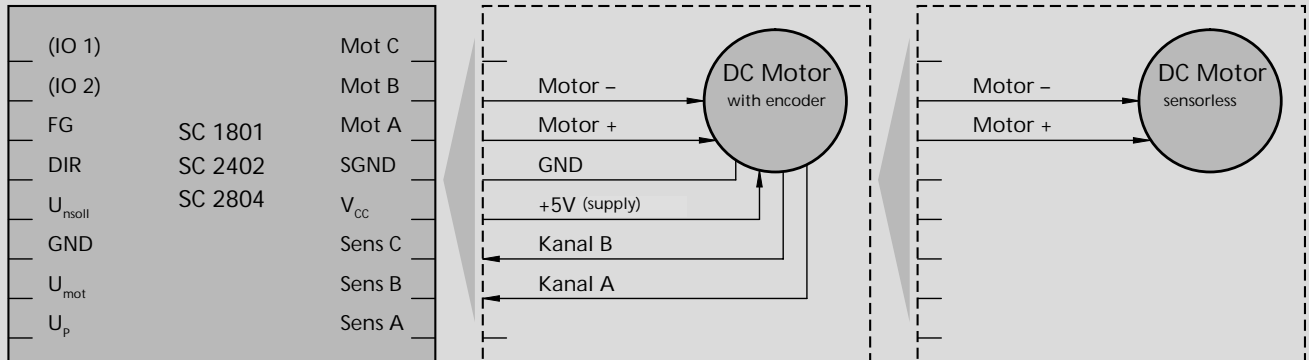 (IO 1)
(IO 2)
FG
DIR
Unsoll
GND
Umot
UP
SC 1801
SC 2402
SC 2804
Mot C
Mot B
Mot A
SGND
VCC
Sens C
Sens B
Sens A
Motor –
Motor +
GND
+5V (supply)
Kanal B
Kanal A
DC Motor
with encoder
Motor –
Motor +
DC Motor
sensorless